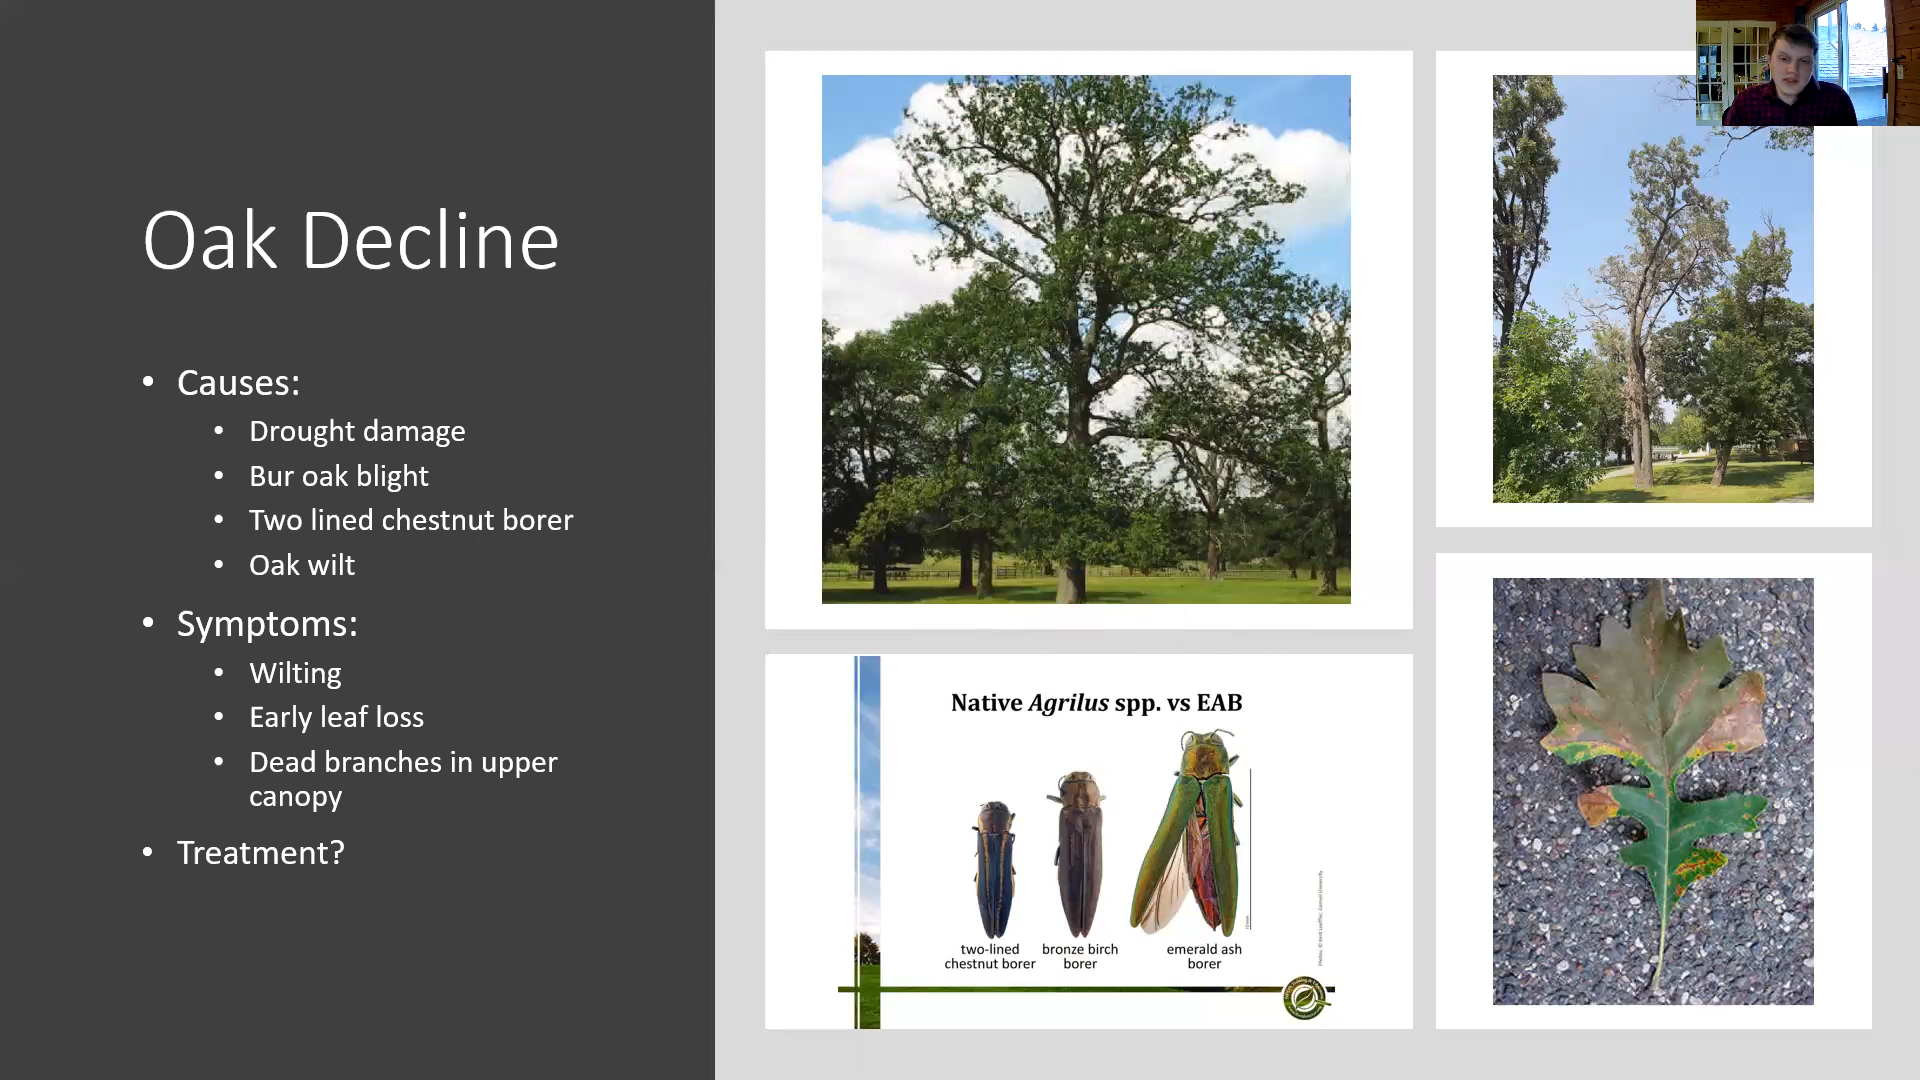 Oak Decline
• Causes:
• Drought damage
• Bur oak blight
• Two lined chestnut borer
• Oak wilt
• Symptoms:
• Wilting
• Early leaf loss
• Dead branches in upper
canopy
• Treatment?
Native Agrilus spp. vs EAB
two-lined
chestnut borer
bronze birch
borer
emerald ash
borer